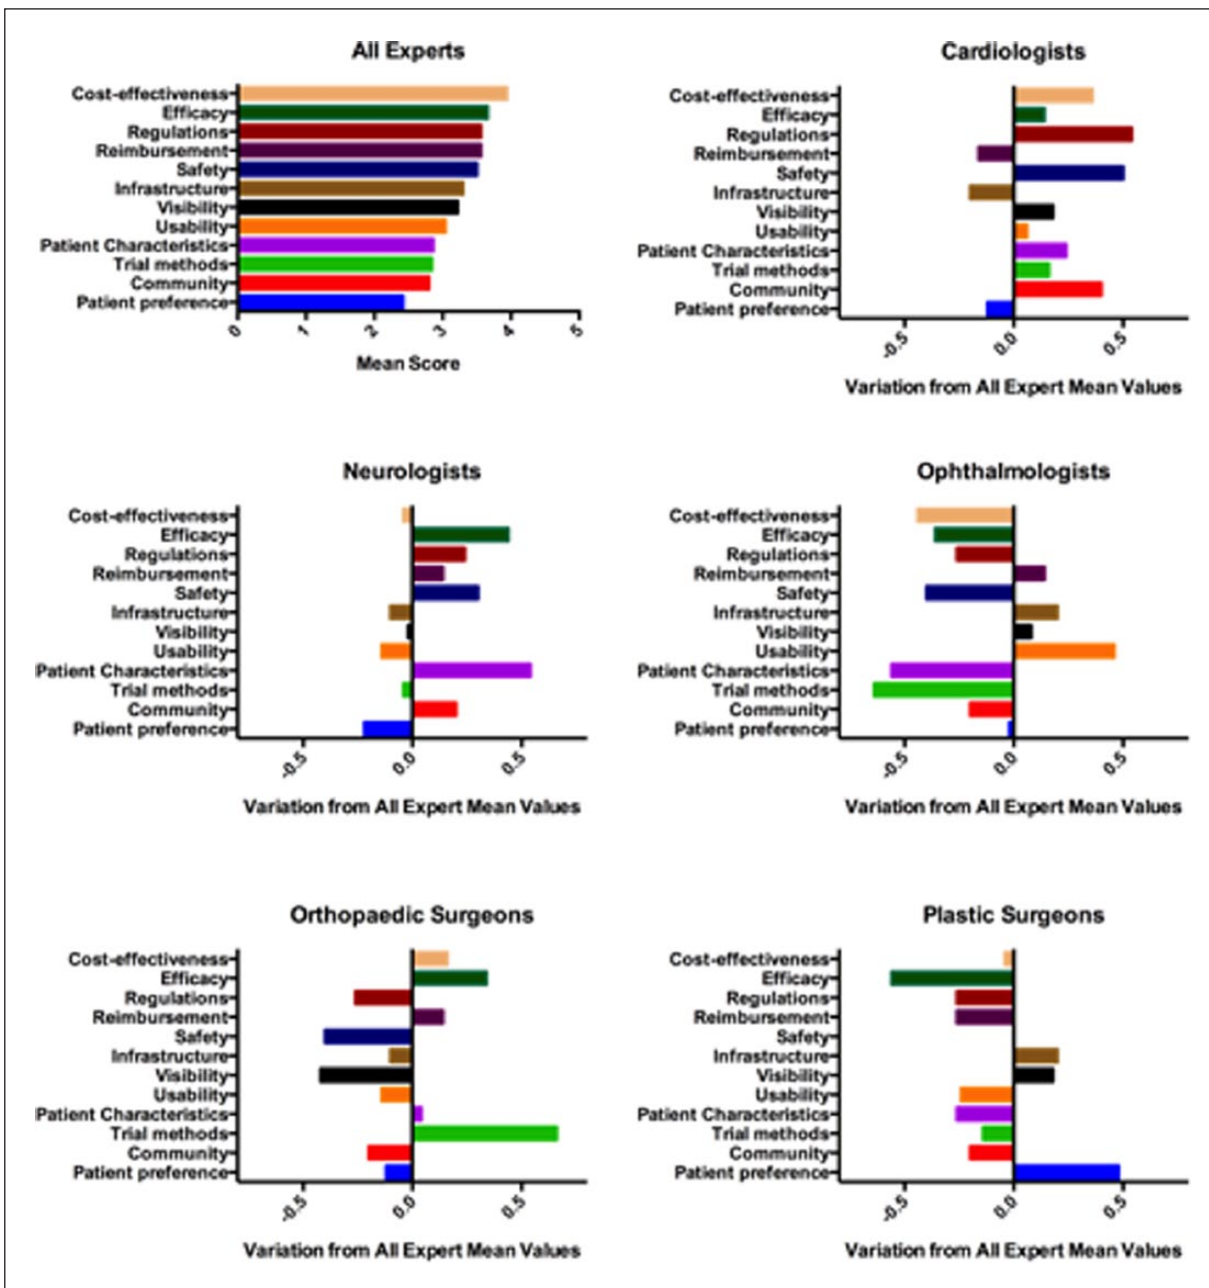 All Experts
Cost-effectiveness
Efficacy
Regulations
Reimbursement
Safety
Infrastructure
Visibility
Usability
Patient Characteristics
Trial methods
Community
Patient preference
0 1 2 3 4 5
Mean Score
Cardiologists
Cost-effectiveness
Efficacy
Regulations
Reimbursement
Safety
Infrastructure
Visibility
Usability
Patient Characteristics
Trial methods
Community
Patient preference
-0.5 0.0 0.5
Variation from All Expert Mean Values
Neurologists
Cost-effectiveness
Efficacy
Regulations
Reimbursement
Safety
Infrastructure
Visibility
Usability
Patient Characteristics
Trial methods
Community
Patient preference
-0.5 0.0 0.5
Variation from All Expert Mean Values
Ophthalmologists
Cost-effectiveness
Efficacy
Regulations
Reimbursement
Safety
Infrastructure
Visibility
Usability
Patient Characteristics
Trial methods
Community
Patient preference
-0.5 0.0 0.5
Variation from All Expert Mean Values
Orthopaedic Surgeons
Cost-effectiveness
Efficacy
Regulations
Reimbursement
Safety
Infrastructure
Visibility
Usability
Patient Characteristics
Trial methods
Community
Patient preference
-0.5 0.0 0.5
Variation from All Expert Mean Values
Plastic Surgeons
Cost-effectiveness
Efficacy
Regulations
Reimbursement
Safety
Infrastructure
Visibility
Usability
Patient Characteristics
Trial methods
Community
Patient preference
-0.5 0.0 0.5
Variation from All Expert Mean Values